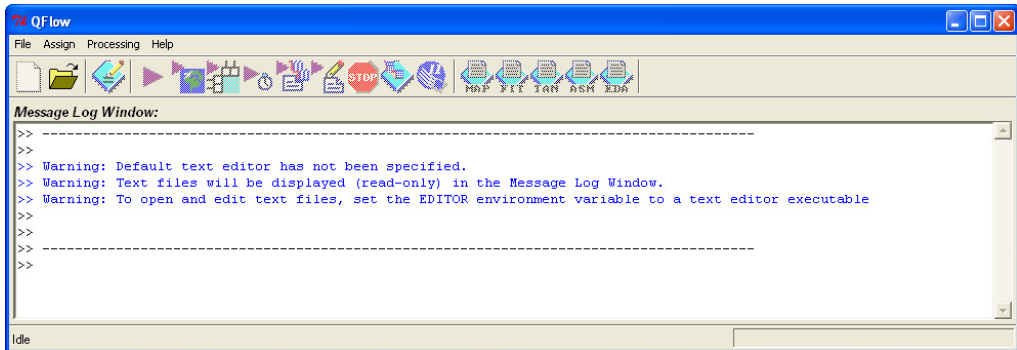 QFlow
File Assign Processing Help
STOP MAP FIT TAN ASM EDA
Message Log Window:
>> ------------------------------------------------------------------------------------
>>
>> Warning: Default text editor has not been specified.
>> Warning: Text files will be displayed (read-only) in the Message Log Window.
>> Warning: To open and edit text files, set the EDITOR environment variable to a text editor executable
>>
>>
>> ------------------------------------------------------------------------------------
>>
Idle